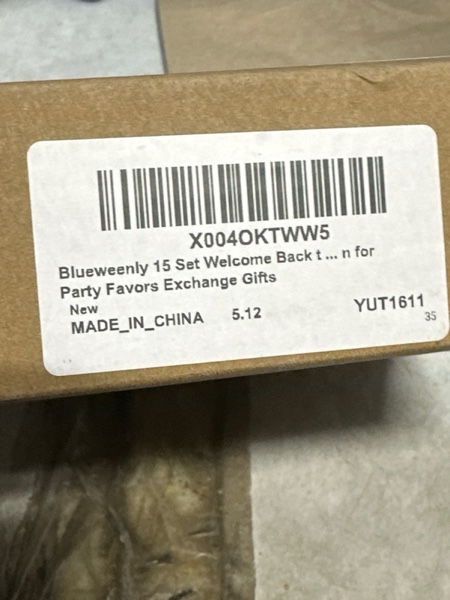 X004OKTWW5
Blueweenly 15 Set Welcome Back t ... n for
Party Favors Exchange Gifts
New
MADE_IN_CHINA 5.12 YUT1611
35